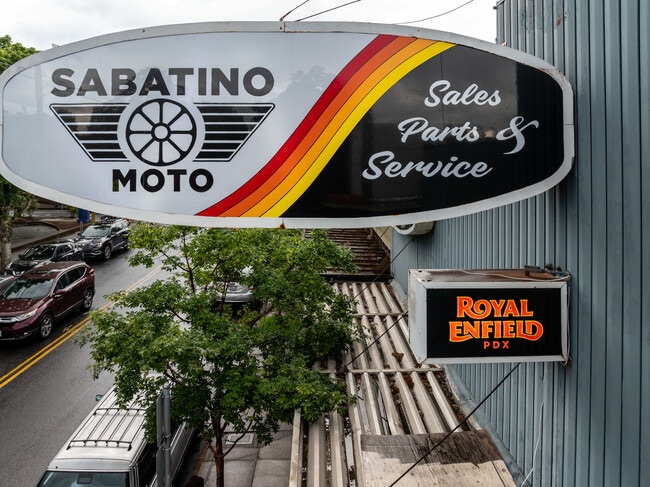 SABATINO
MOTO
Sales
Parts &
Service
ROYAL
ENFIELD
PDX